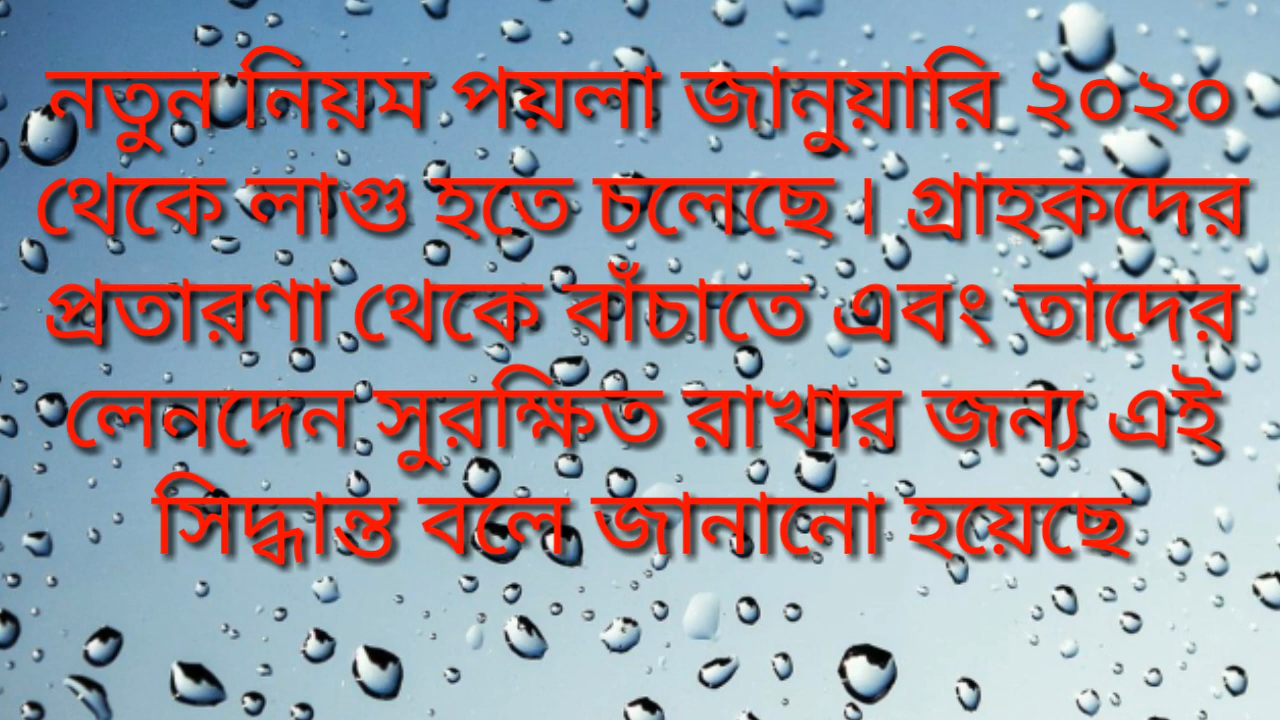 নতুন নিয়ম পয়লা জানুয়ারি ২০২০
থেকে লাগু হতে চলেছে। গ্রাহকদের
প্রতারণা থেকে বাঁচাতে এবং তাদের
লেনদেন সুরক্ষিত রাখার জন্য এই
সিদ্ধান্ত বলে জানানো হয়েছে